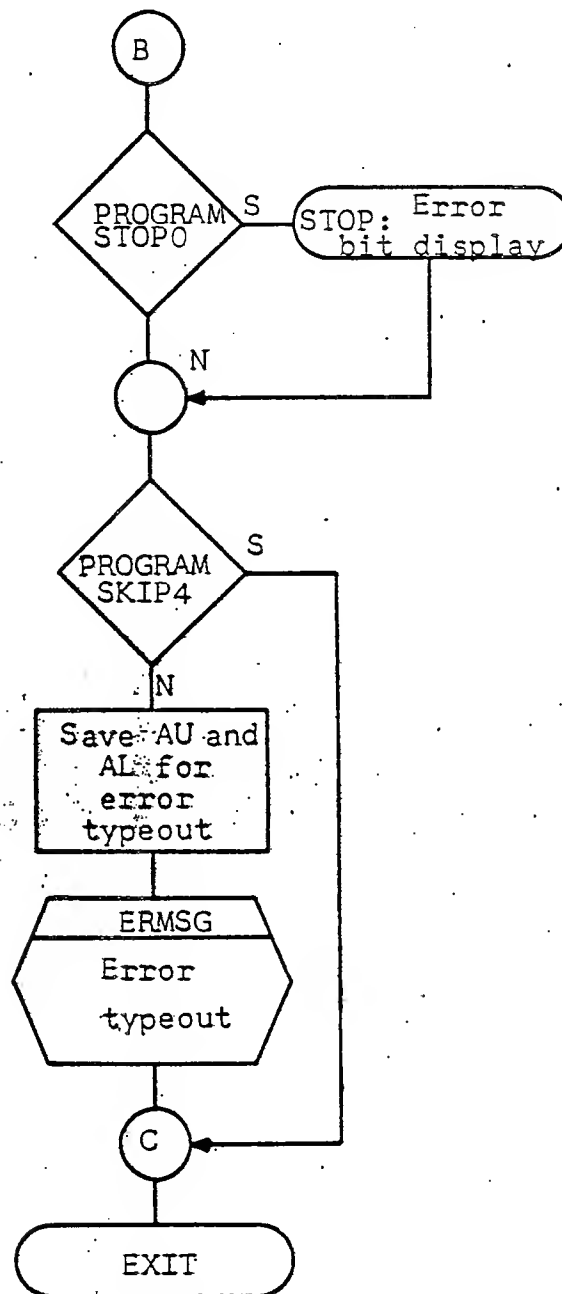 B
PROGRAM
STOP0
S
STOP: Error
bit display
N
PROGRAM
SKIP4
S
N
Save AU and
AL for
error
typeout
ERMSG
Error
typeout
C
EXIT